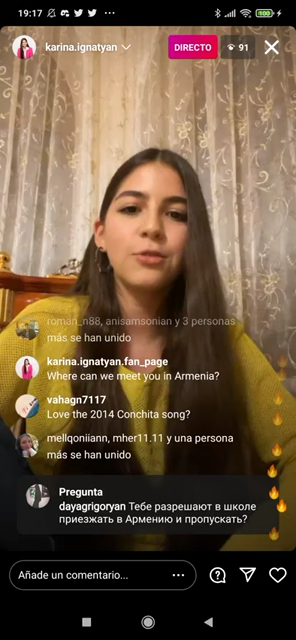 19:17
100
karina.ignatyan
DIRECTO
91
roman_n88, anisamsonian y 3 personas
más se han unido
karina.ignatyan.fan_page
Where can we meet you in Armenia?
vahagn7117
Love the 2014 Conchita song?
mellqoniiann, mher11.11 y una persona
más se han unido
Pregunta
dayagrigoryan Тебе разрешают в школе
приезжать в Армению и пропускать?
Añade un comentario...